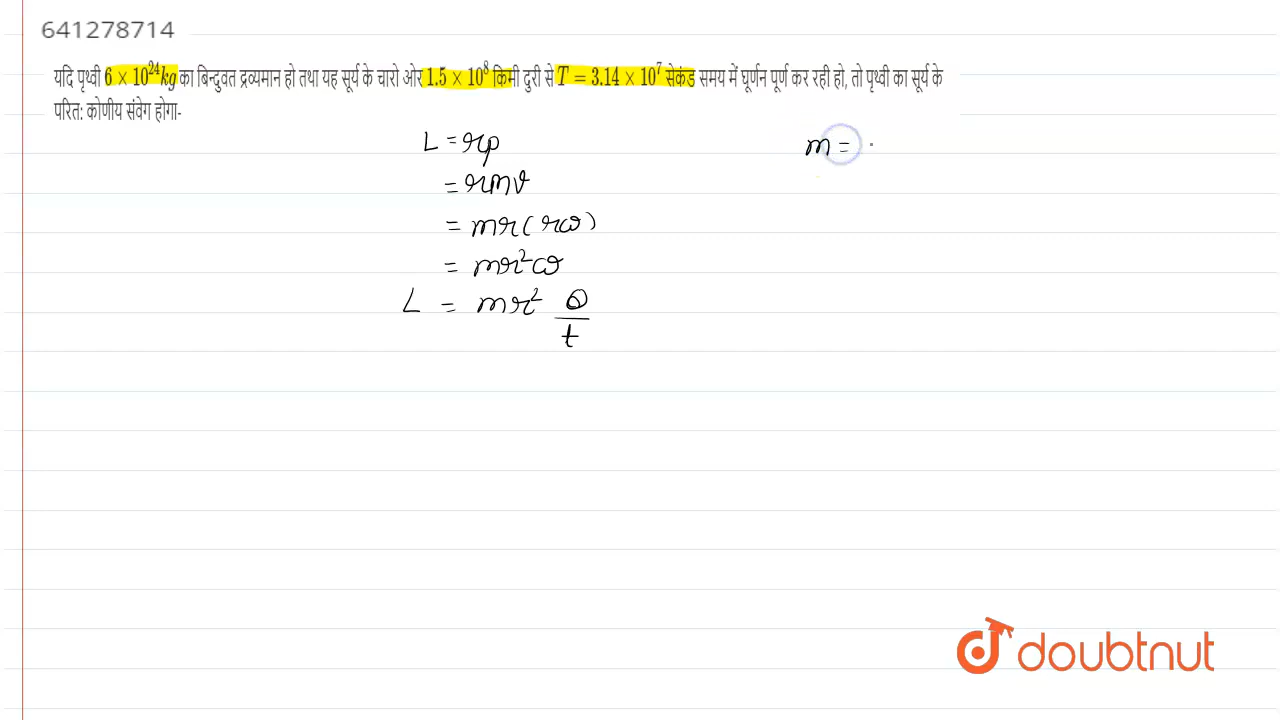 641278714
यदि पृथ्वी 6 × 10^24 kg का बिन्दुवत द्रव्यमान हो तथा यह सूर्य के चारो ओर 1.5 × 10^8 किमी दुरी से T = 3.14 × 10^7 सेकंड समय में घूर्णन पूर्ण कर रही हो, तो पृथ्वी का सूर्य के
परित: कोणीय संवेग होगा-
L = rp
m =
= rmv
= mr(rω)
= mr²ω
L = mr² θ/t
doubtnut